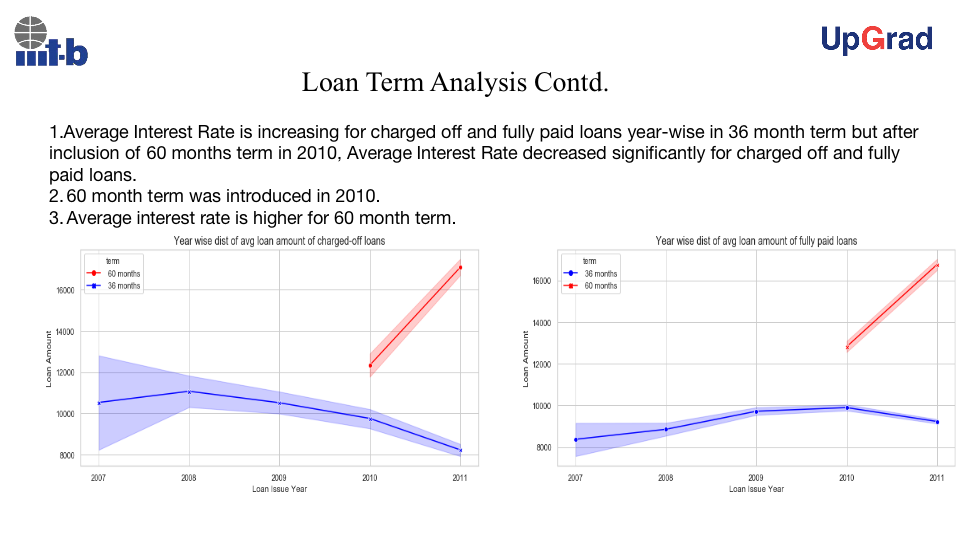 iiit-b
UpGrad
Loan Term Analysis Contd.
1.Average Interest Rate is increasing for charged off and fully paid loans year-wise in 36 month term but after
inclusion of 60 months term in 2010, Average Interest Rate decreased significantly for charged off and fully
paid loans.
2. 60 month term was introduced in 2010.
3. Average interest rate is higher for 60 month term.
Year wise dist of avg loan amount of charged-off loans
term
60 months
36 months
Loan Amount
16000
14000
12000
10000
8000
2007 2008 2009 2010 2011
Loan Issue Year
Year wise dist of avg loan amount of fully paid loans
term
36 months
60 months
Loan Amount
16000
14000
12000
10000
8000
2007 2008 2009 2010 2011
Loan Issue Year